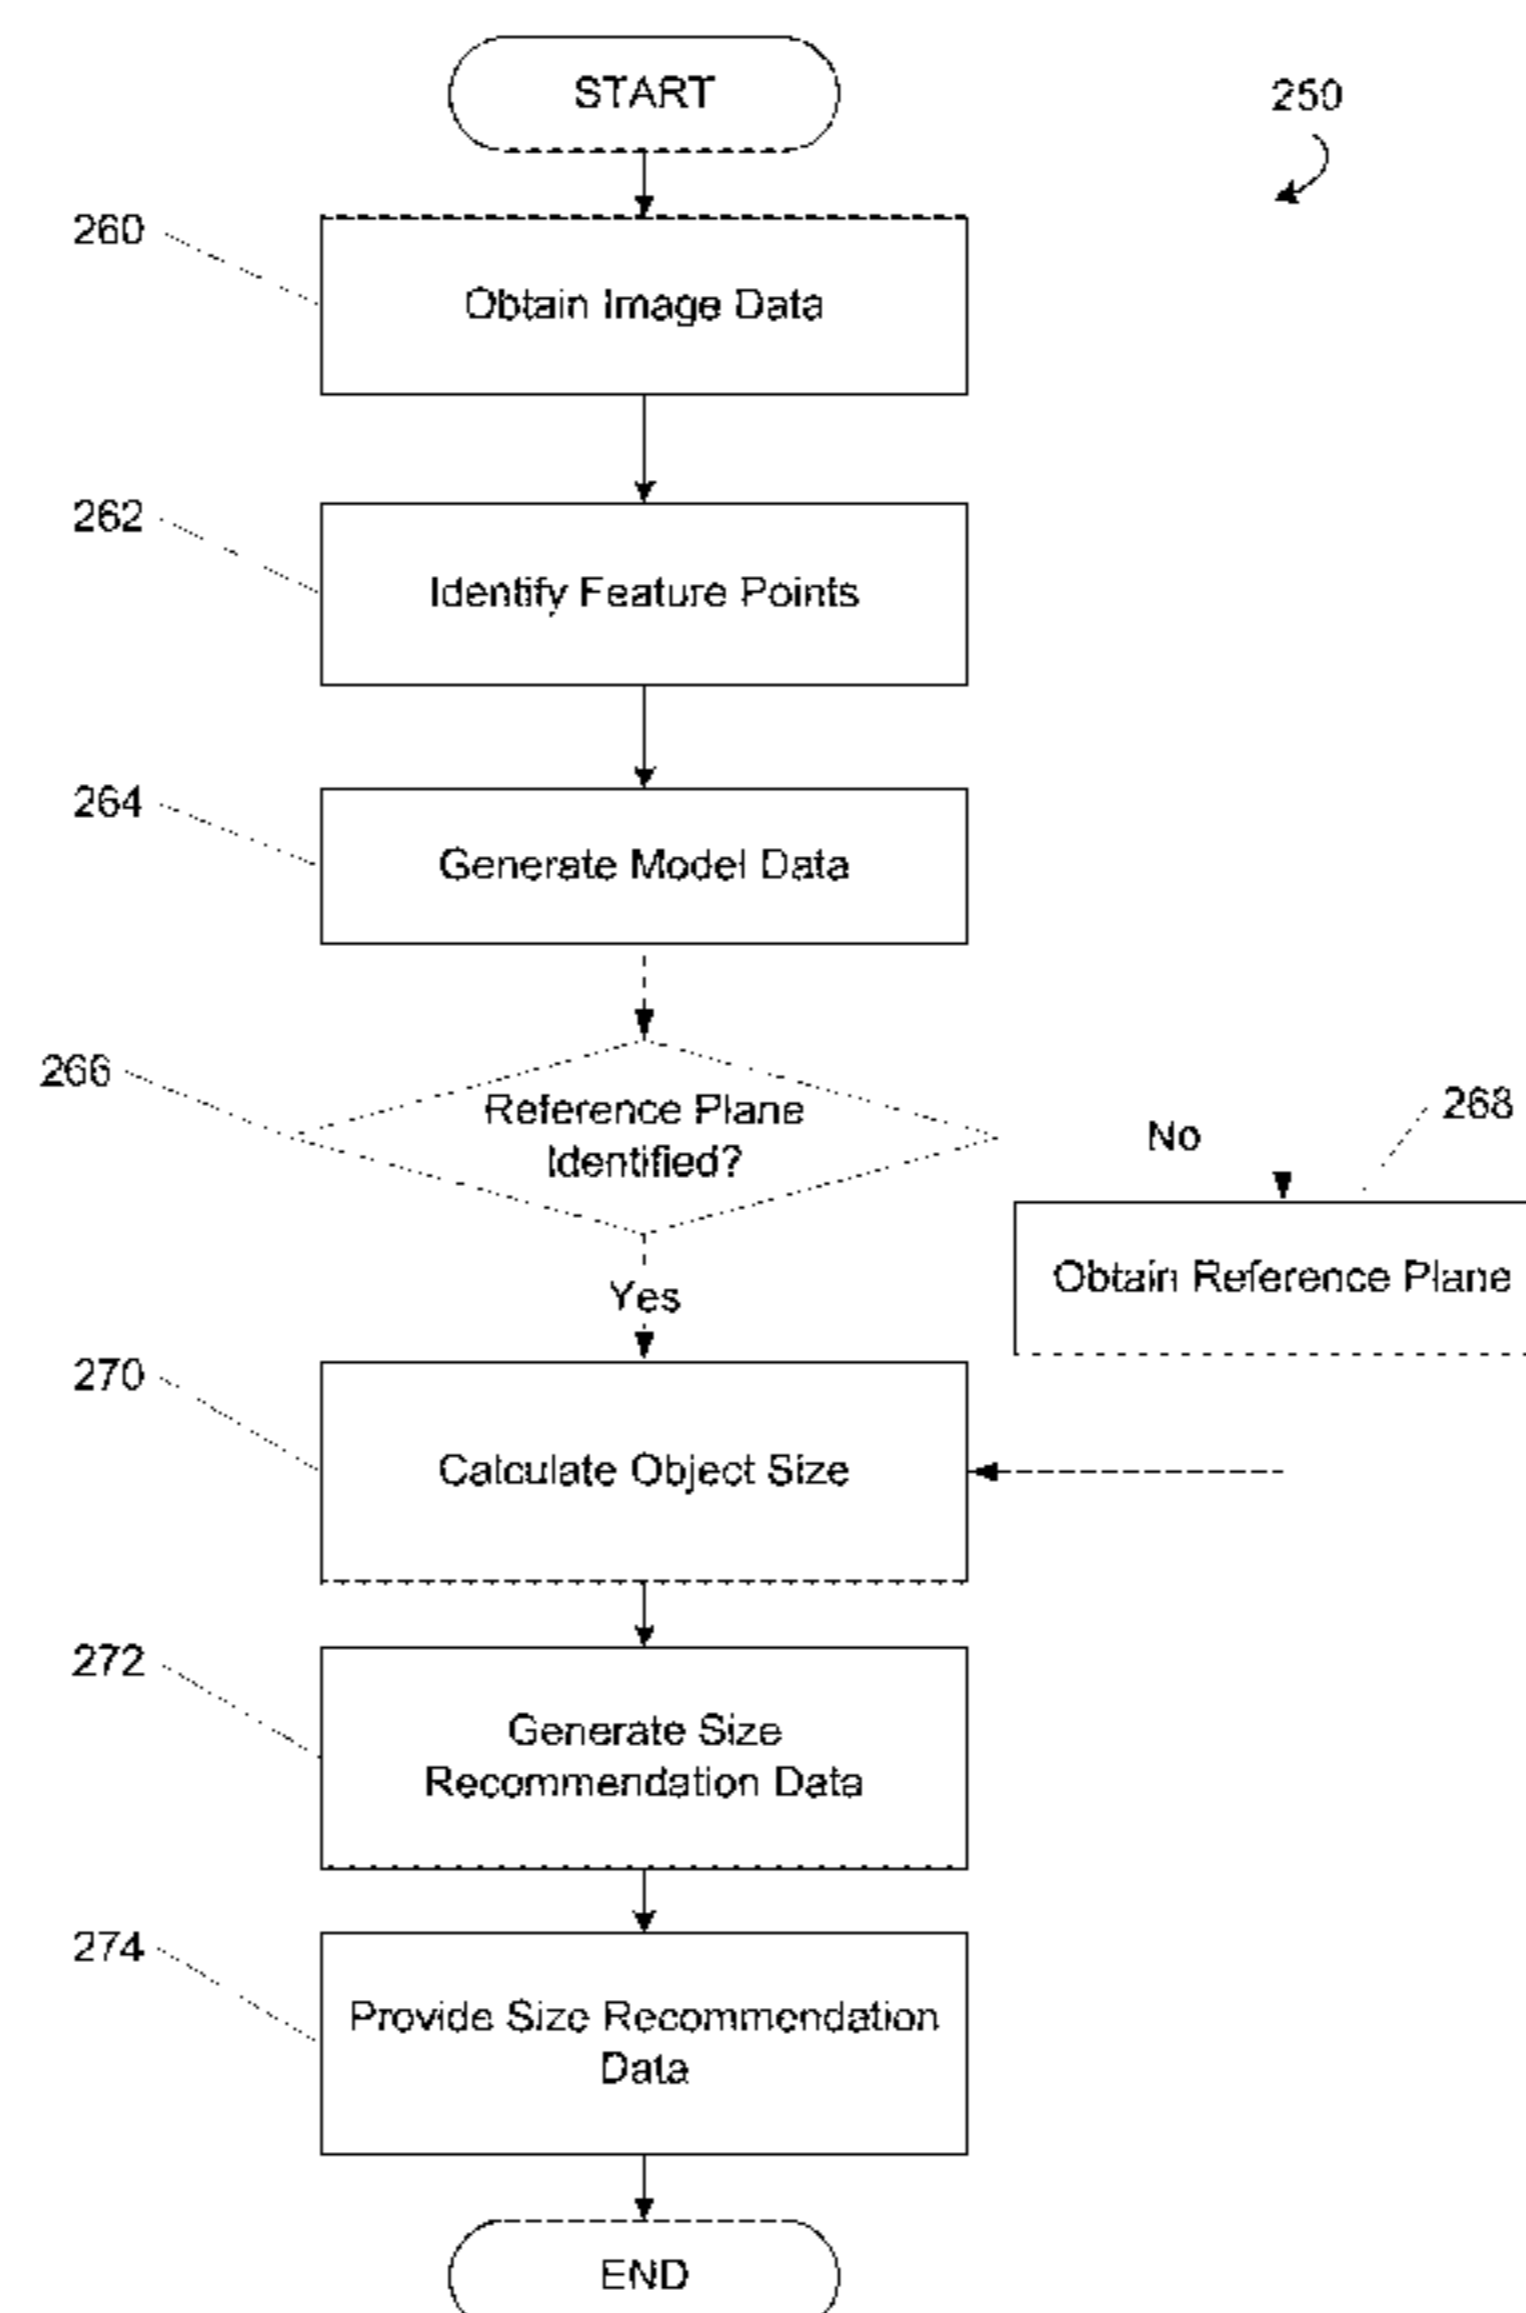 START
250
260
Obtain Image Data
262
Identify Feature Points
264
Generate Model Data
266
Reference Plane
Identified?
No
268
Obtain Reference Plane
Yes
270
Calculate Object Size
272
Generate Size
Recommendation Data
274
Provide Size Recommendation
Data
END